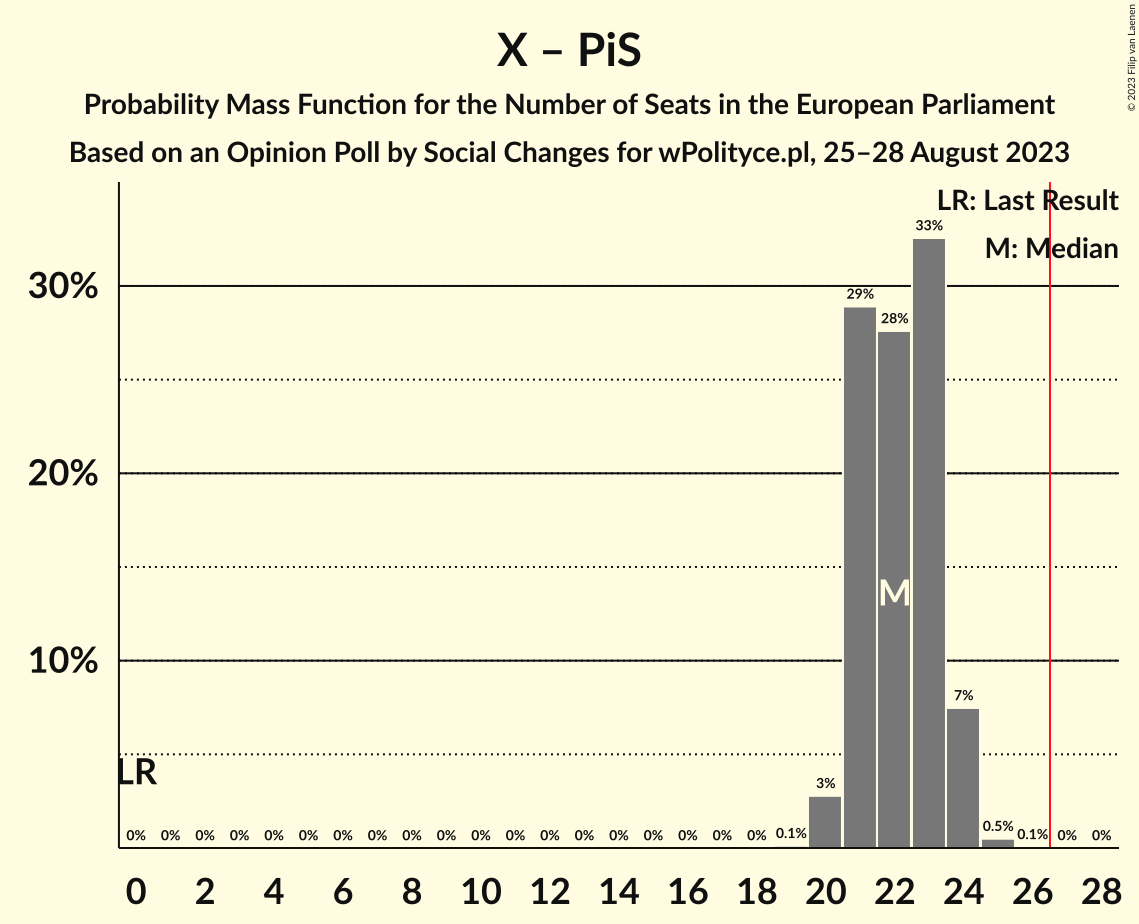 X – PiS
Probability Mass Function for the Number of Seats in the European Parliament
Based on an Opinion Poll by Social Changes for wPolityce.pl, 25–28 August 2023
© 2023 Filip van Laenen
LR: Last Result
M: Median
30%
20%
10%
33%
29%
28%
M
7%
LR
3%
0% 0% 0% 0% 0% 0% 0% 0% 0% 0% 0% 0% 0% 0% 0% 0% 0% 0% 0% 0.1% 0.5% 0.1% 0% 0%
0 2 4 6 8 10 12 14 16 18 20 22 24 26 28